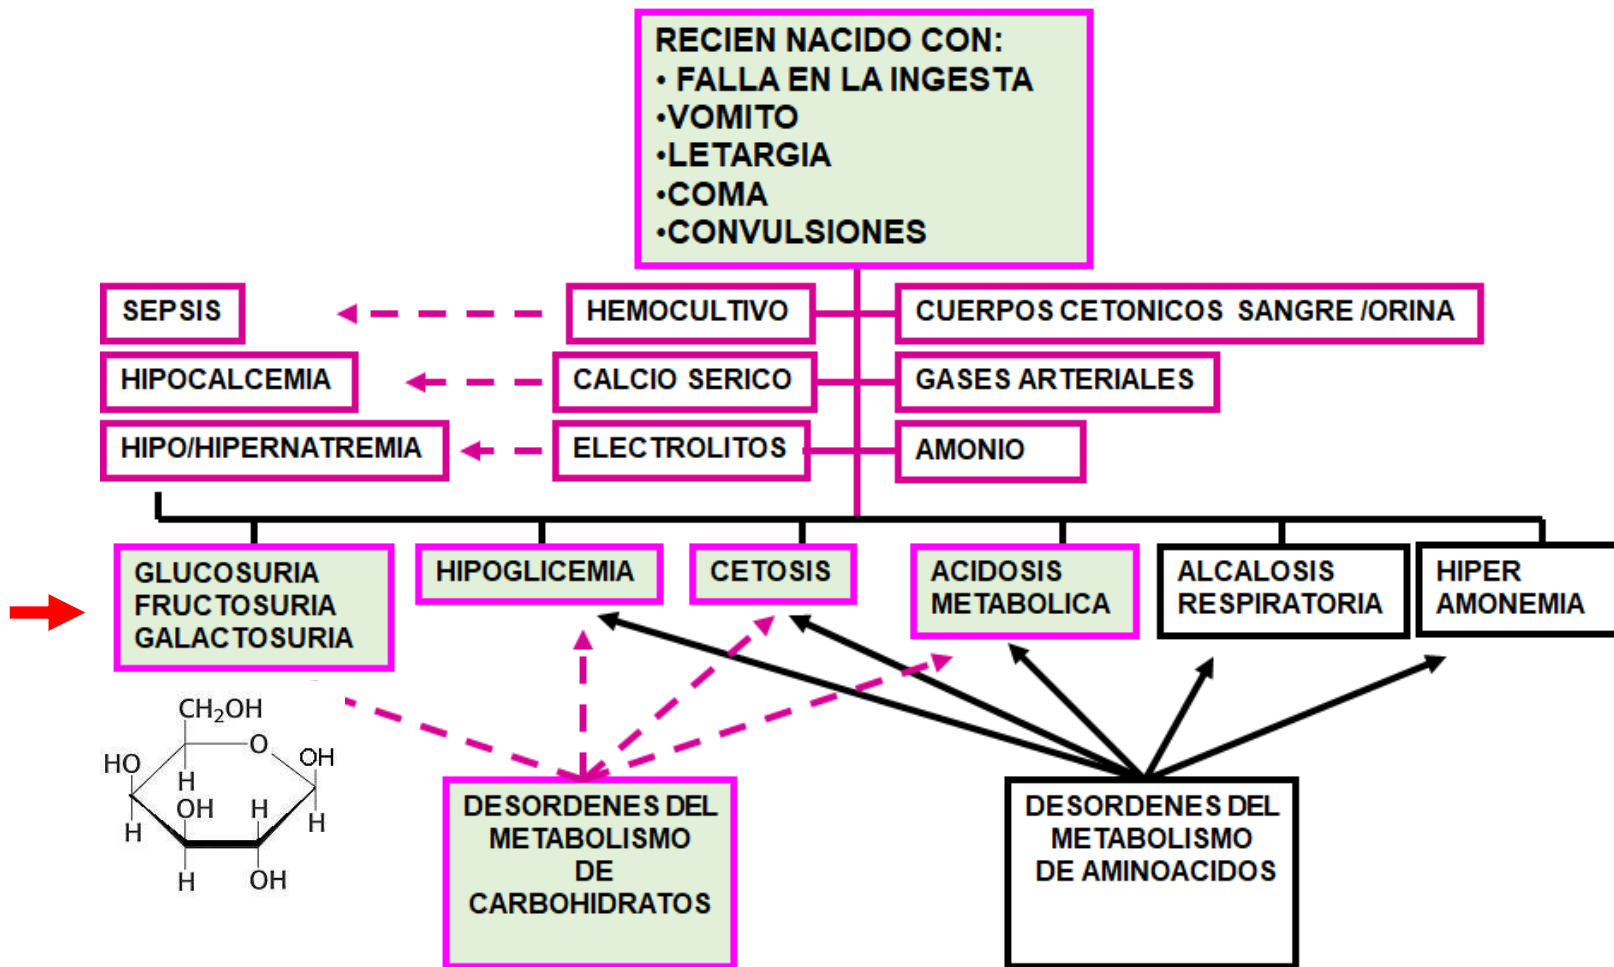 RECIEN NACIDO CON:
• FALLA EN LA INGESTA
•VOMITO
•LETARGIA
•COMA
•CONVULSIONES
SEPSIS
HEMOCULTIVO
CUERPOS CETONICOS SANGRE /ORINA
HIPOCALCEMIA
CALCIO SERICO
GASES ARTERIALES
HIPO/HIPERNATREMIA
ELECTROLITOS
AMONIO
GLUCOSURIA
FRUCTOSURIA
GALACTOSURIA
HIPOGLICEMIA
CETOSIS
ACIDOSIS
METABOLICA
ALCALOSIS
RESPIRATORIA
HIPER
AMONEMIA
CH₂OH
O
HO
OH
H
OH
H
H
H
H
OH
DESORDENES DEL
METABOLISMO
DE
CARBOHIDRATOS
DESORDENES DEL
METABOLISMO
DE AMINOACIDOS